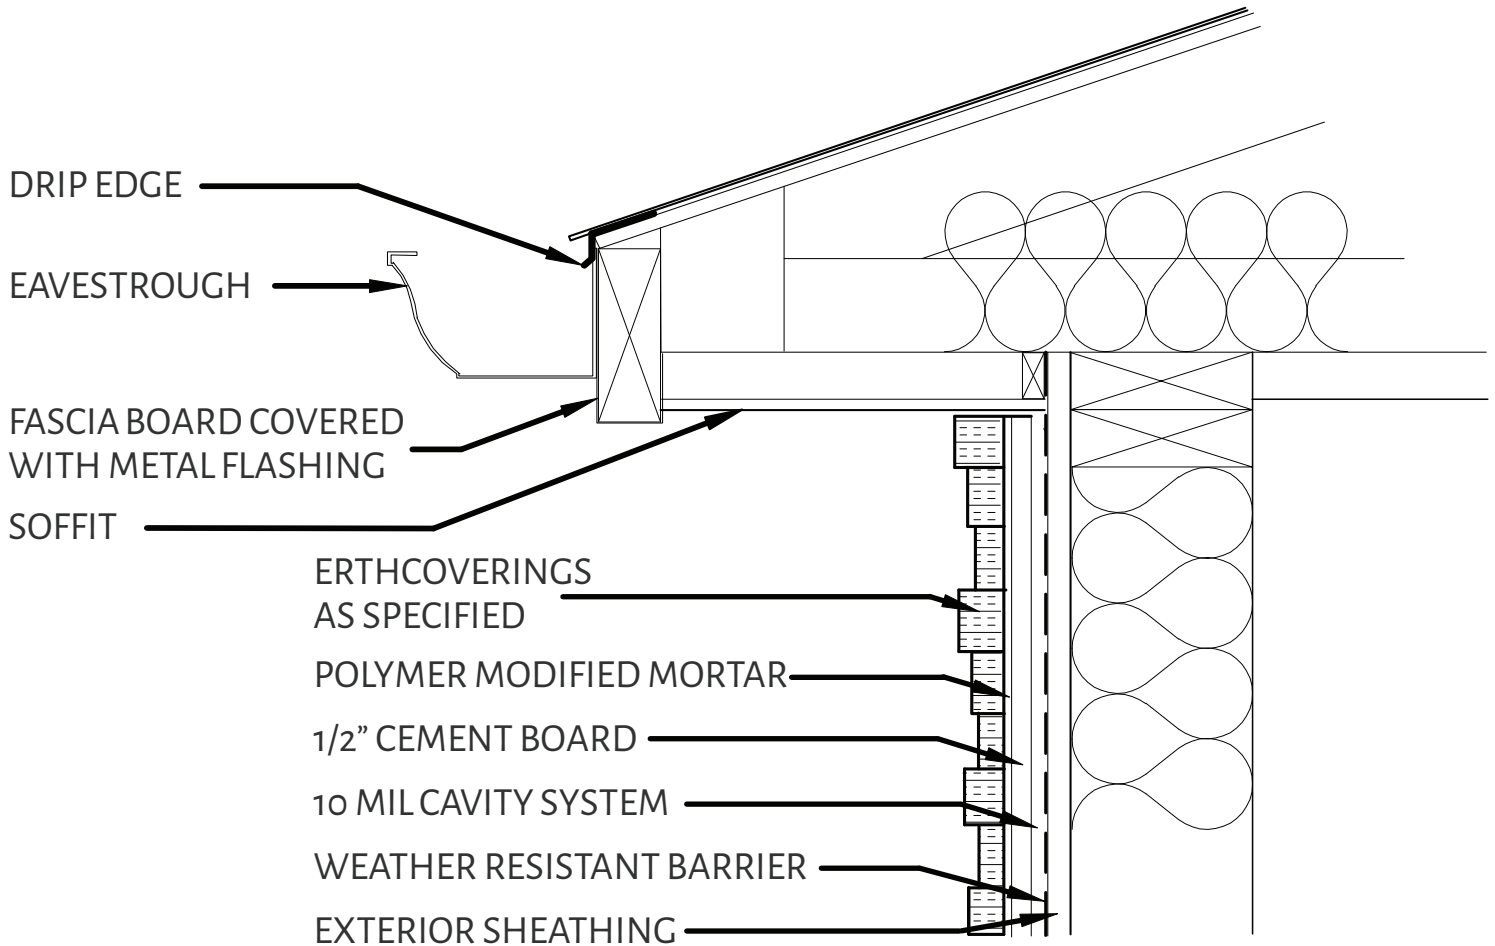 DRIP EDGE
EAVESTROUGH
FASCIA BOARD COVERED
WITH METAL FLASHING
SOFFIT
ERTHCOVERINGS
AS SPECIFIED
POLYMER MODIFIED MORTAR
1/2” CEMENT BOARD
10 MIL CAVITY SYSTEM
WEATHER RESISTANT BARRIER
EXTERIOR SHEATHING